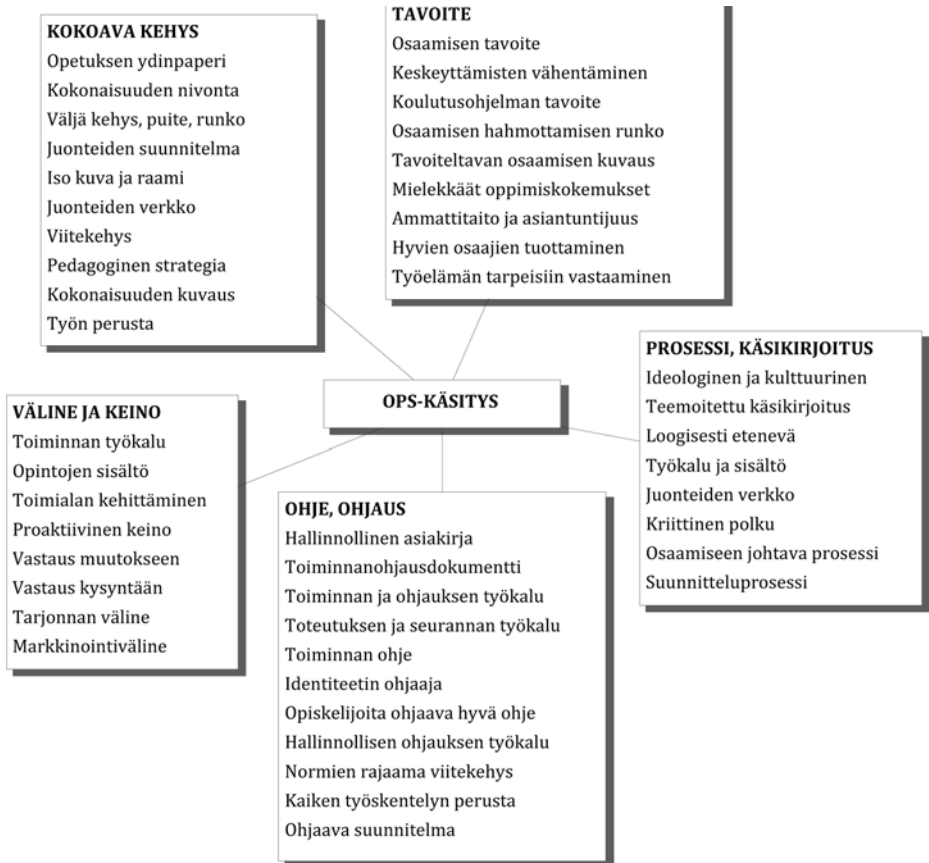 KOKOAVA KEHYS
Opetuksen ydinpaperi
Kokonaisuuden nivonta
Väljä kehys, puite, runko
Juonteiden suunnitelma
Iso kuva ja raami
Juonteiden verkko
Viitekehys
Pedagoginen strategia
Kokonaisuuden kuvaus
Työn perusta
TAVOITE
Osaamisen tavoite
Keskeyttämisten vähentäminen
Koulutusohjelman tavoite
Osaamisen hahmottamisen runko
Tavoiteltavan osaamisen kuvaus
Mielekkäät oppimiskokemukset
Ammattitaito ja asiantuntijuus
Hyvien osaajien tuottaminen
Työelämän tarpeisiin vastaaminen
OPS-KÄSITYS
PROSESSI, KÄSIKIRJOITUS
Ideologinen ja kulttuurinen
Teemoitettu käsikirjoitus
Loogisesti etenevä
Työkalu ja sisältö
Juonteiden verkko
Kriittinen polku
Osaamiseen johtava prosessi
Suunnitteluprosessi
VÄLINE JA KEINO
Toiminnan työkalu
Opintojen sisältö
Toimialan kehittäminen
Proaktiivinen keino
Vastaus muutokseen
Vastaus kysyntään
Tarjonnan väline
Markkinointiväline
OHJE, OHJAUS
Hallinnollinen asiakirja
Toiminnanohjausdokumentti
Toiminnan ja ohjauksen työkalu
Toteutuksen ja seurannan työkalu
Toiminnan ohje
Identiteetin ohjaaja
Opiskelijoita ohjaava hyvä ohje
Hallinnollisen ohjauksen työkalu
Normien rajaama viitekehys
Kaiken työskentelyn perusta
Ohjaava suunnitelma